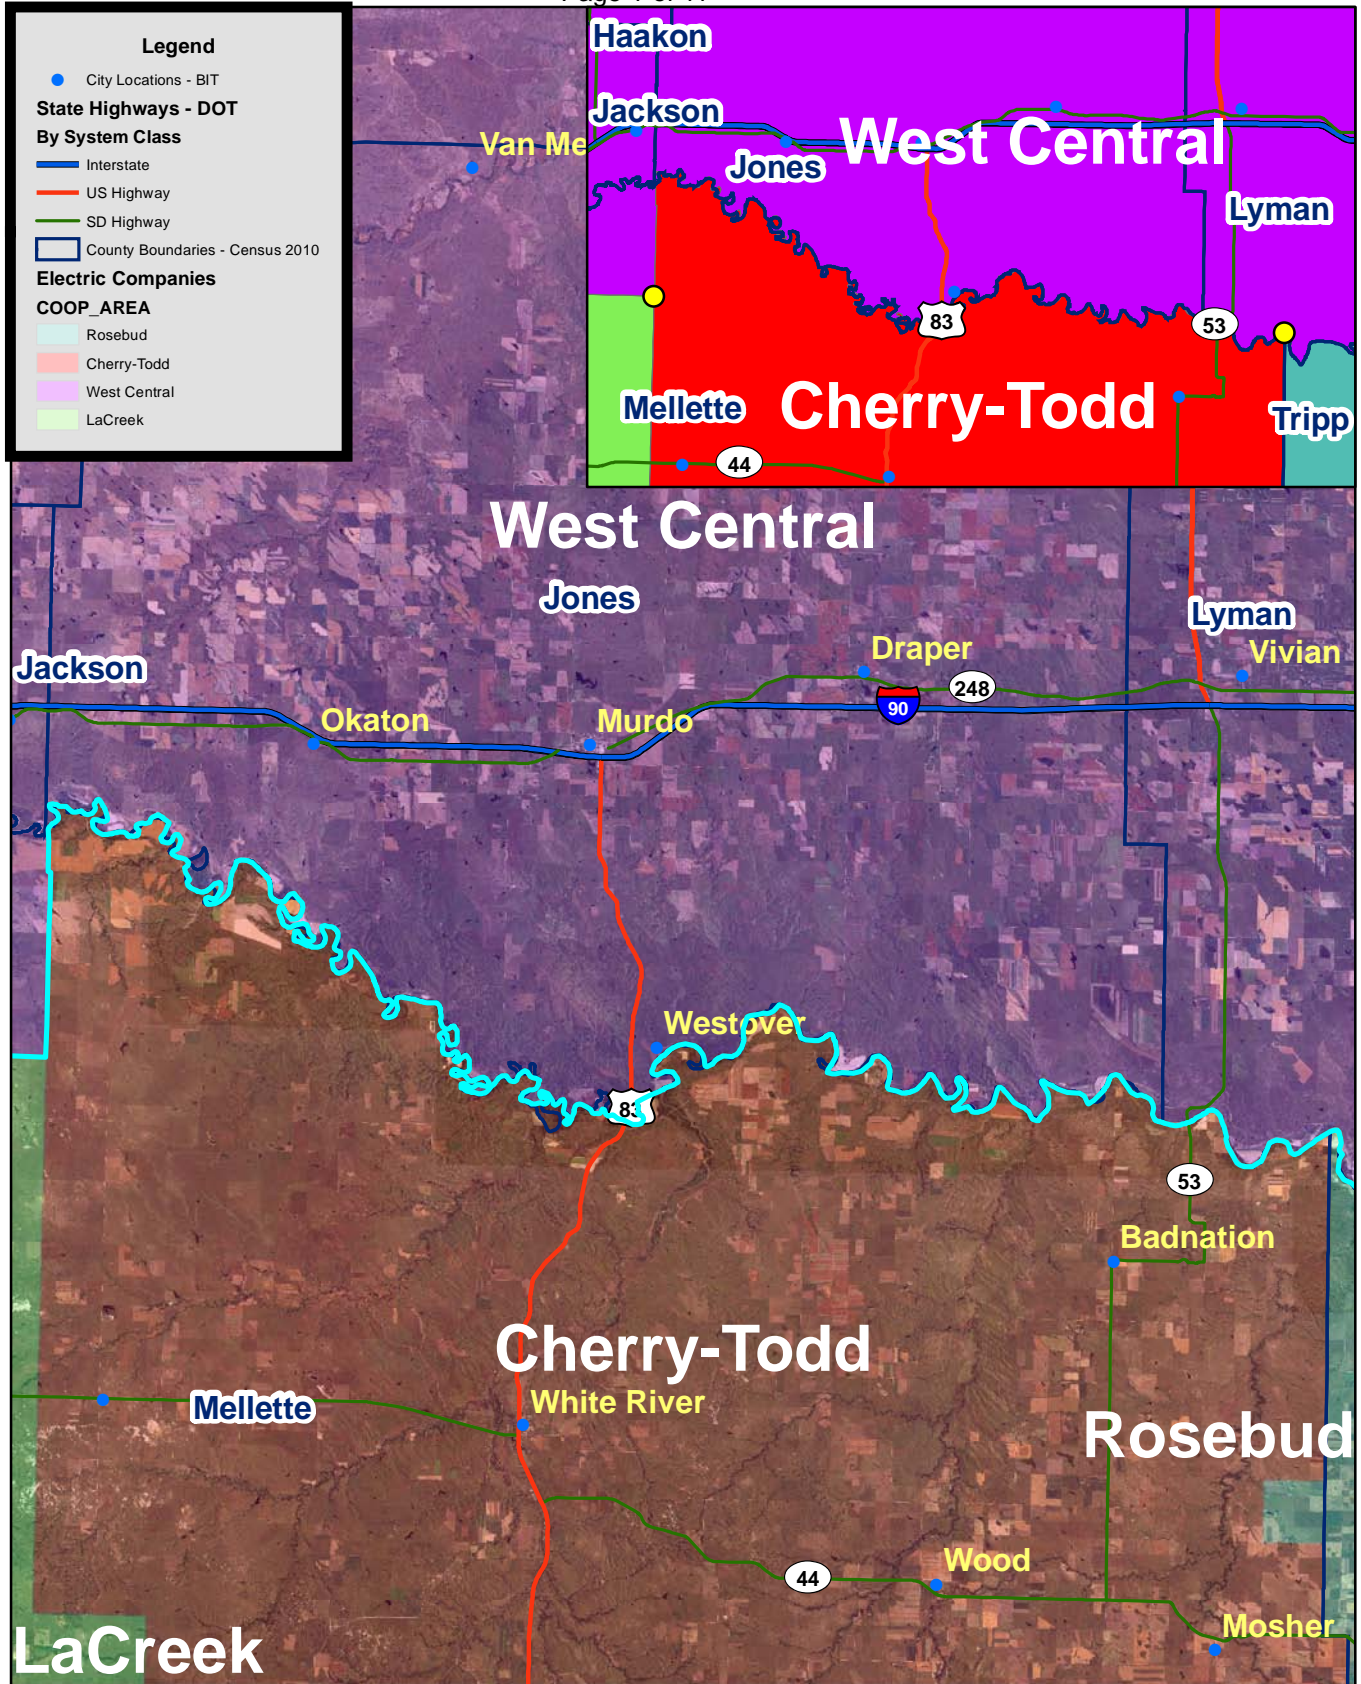 Legend
City Locations - BIT
State Highways - DOT
By System Class
Interstate
US Highway
SD Highway
County Boundaries - Census 2010
Electric Companies
COOP_AREA
Rosebud
Cherry-Todd
West Central
LaCreek
Haakon
Jackson
West Central
Jones
Lyman
83
53
Mellette
Cherry-Todd
Tripp
44
Van Me
West Central
Jones
Lyman
Draper
Vivian
Jackson
248
90
Okaton
Murdo
Westover
83
53
Badnation
Cherry-Todd
White River
Mellette
Rosebud
Wood
44
Mosher
LaCreek